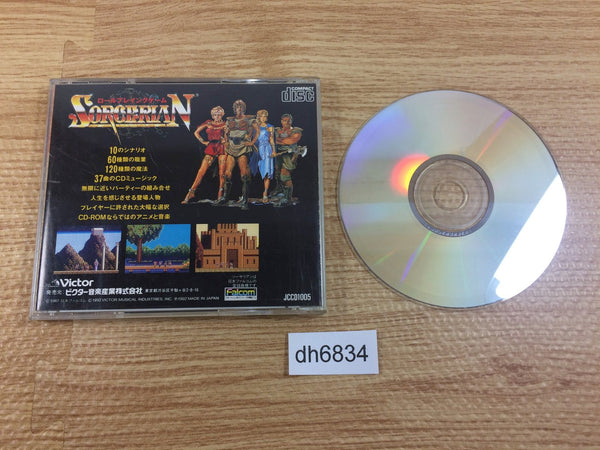 ロールプレイングゲーム
SORCERIAN
COMPACT
disc
10のシナリオ
60種類の職業
120種類の魔法
37曲のCDミュージック
無限に近いパーティーの組み合せ
人生を感じさせる登場人物
プレイヤーに許された大幅な選択
CD-ROMならではのアニメと音楽
Victor
発売元 ビクター音楽産業株式会社
Falcom
JCCD1005
dh6834